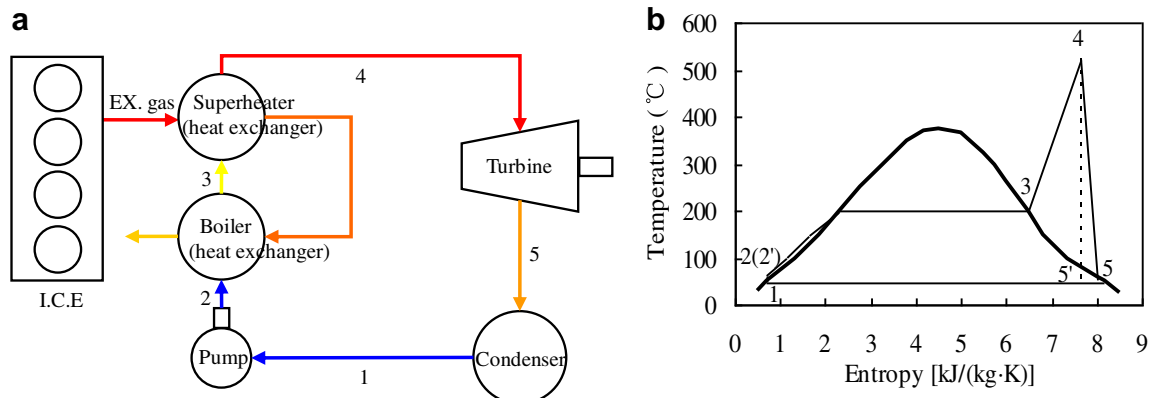 a
EX. gas
Superheater
(heat exchanger)
4
3
Boiler
(heat exchanger)
Turbine
I.C.E
2
5
Pump
1
Condenser
b
Temperature ( ℃ )
600
500
400
300
200
100
0
4
3
2(2')
1
5'
5
0 1 2 3 4 5 6 7 8 9
Entropy [kJ/(kg·K)]